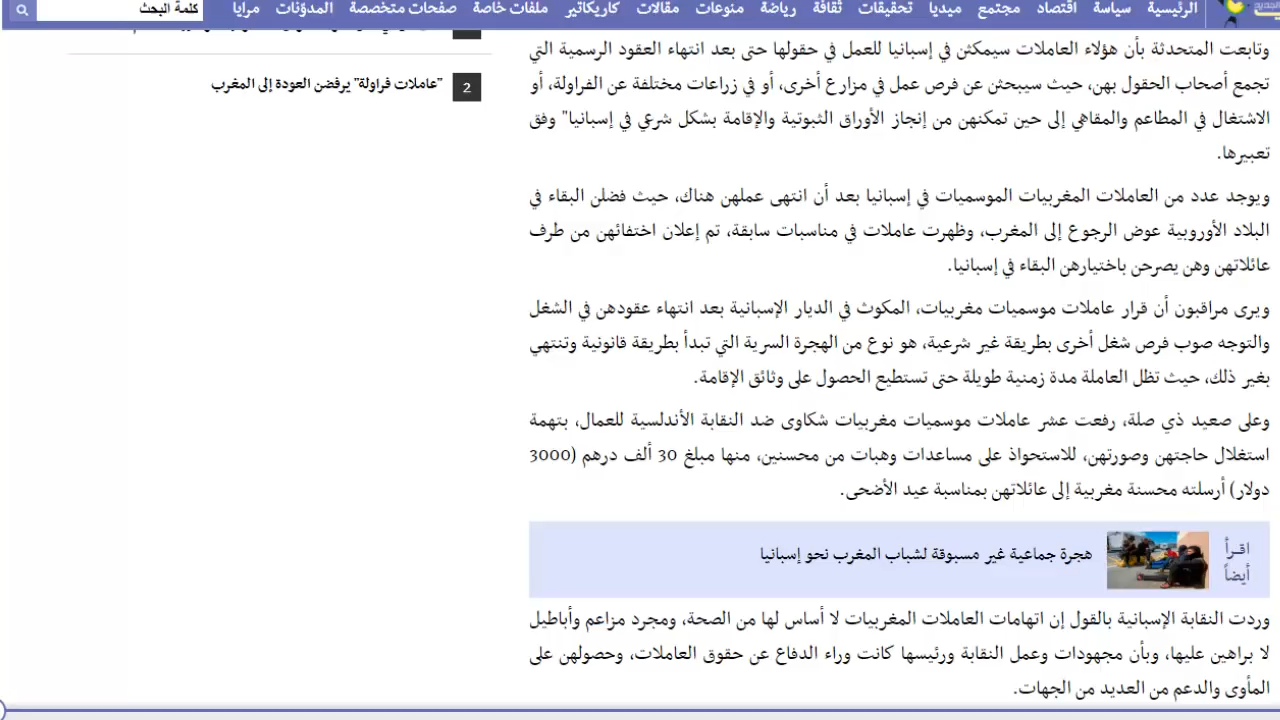 الرئيسية سياسة اقتصاد مجتمع ميديا تحقيقات ثقافة رياضة منوعات مقالات كاريكاتير ملفات خاصة صفحات متخصصة المدوّنات مرايا
كلمة البحث
وتابعت المتحدثة بأن هؤلاء العاملات سيمكثن في إسبانيا للعمل في حقولها حتى بعد انتهاء العقود الرسمية التي
تجمع أصحاب الحقول بهن، حيث سيبحثن عن فرص عمل في مزارع أخرى، أو في زراعات مختلفة عن الفراولة، أو
الاشتغال في المطاعم والمقاهي إلى حين تمكنهن من إنجاز الأوراق الثبوتية والإقامة بشكل شرعي في إسبانيا" وفق
تعبيرها.
ويوجد عدد من العاملات المغربيات الموسميات في إسبانيا بعد أن انتهى عملهن هناك، حيث فضلن البقاء في
البلاد الأوروبية عوض الرجوع إلى المغرب، وظهرت عاملات في مناسبات سابقة، تم إعلان اختفائهن من طرف
عائلاتهن وهن يصرحن باختيارهن البقاء في إسبانيا.
ويرى مراقبون أن قرار عاملات موسميات مغربيات، المكوث في الديار الإسبانية بعد انتهاء عقودهن في الشغل
والتوجه صوب فرص شغل أخرى بطريقة غير شرعية، هو نوع من الهجرة السرية التي تبدأ بطريقة قانونية وتنتهي
بغير ذلك، حيث تظل العاملة مدة زمنية طويلة حتى تستطيع الحصول على وثائق الإقامة.
وعلى صعيد ذي صلة، رفعت عشر عاملات موسميات مغربيات شكاوى ضد النقابة الأندلسية للعمال، بتهمة
استغلال حاجتهن وصورتهن، للاستحواذ على مساعدات وهبات من محسنين، منها مبلغ 30 ألف درهم (3000
دولار) أرسلته محسنة مغربية إلى عائلاتهن بمناسبة عيد الأضحى.
اقـرأ
أيضاً
هجرة جماعية غير مسبوقة لشباب المغرب نحو إسبانيا
وردت النقابة الإسبانية بالقول إن اتهامات العاملات المغربيات لا أساس لها من الصحة، ومجرد مزاعم وأباطيل
لا براهين عليها، وبأن مجهودات وعمل النقابة ورئيسها كانت وراء الدفاع عن حقوق العاملات، وحصولهن على
المأوى والدعم من العديد من الجهات.
2 "عاملات فراولة" يرفضن العودة إلى المغرب